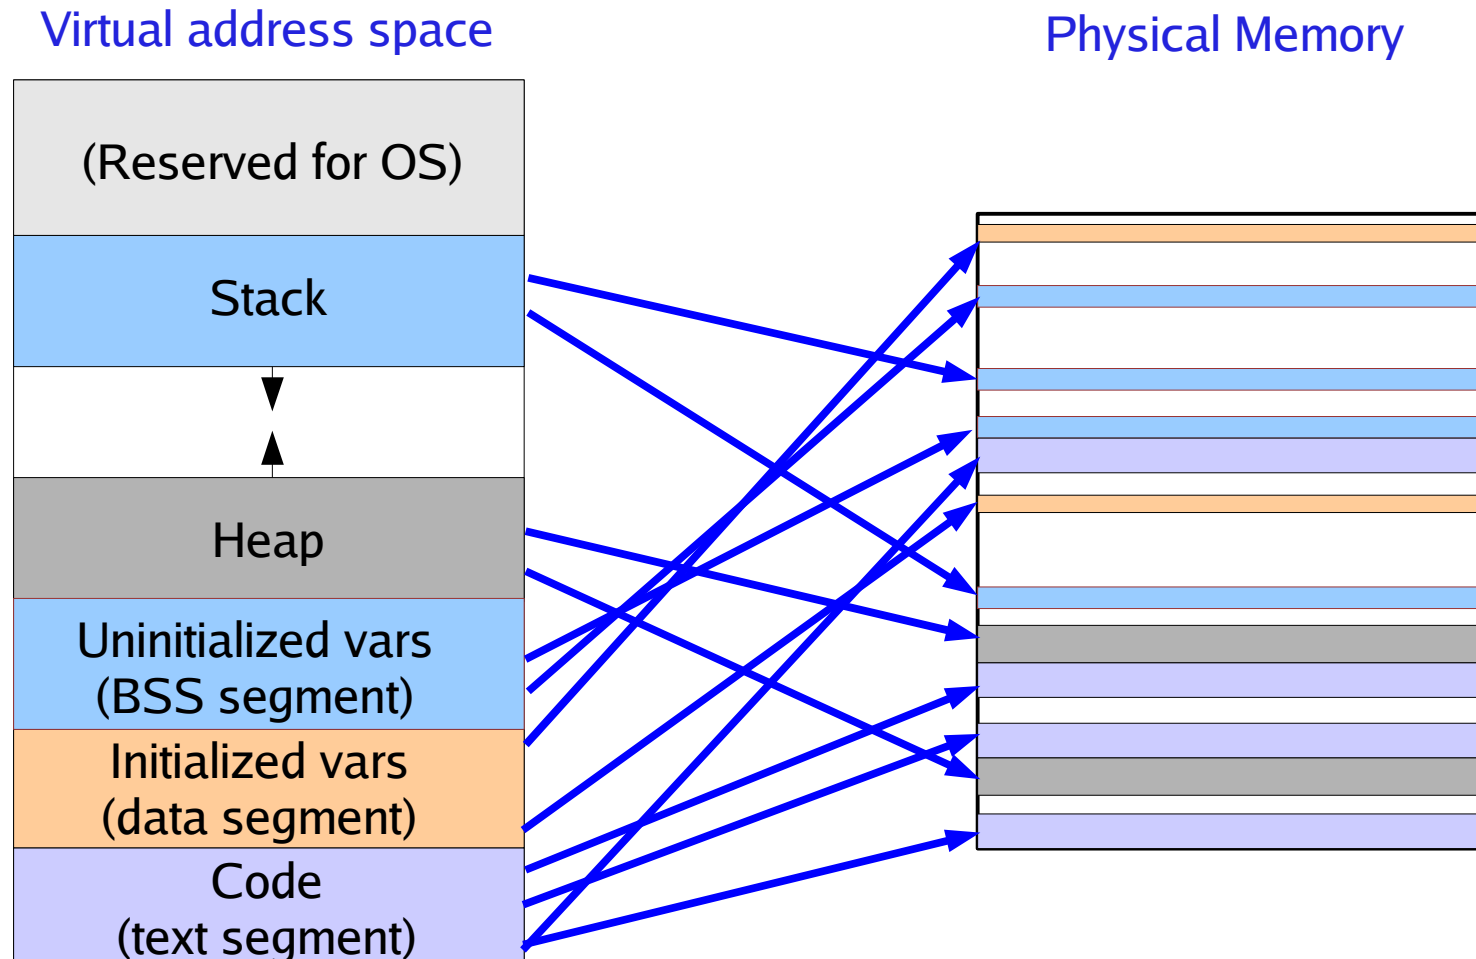 Virtual address space
Physical Memory
(Reserved for OS)
Stack
Heap
Uninitialized vars
(BSS segment)
Initialized vars
(data segment)
Code
(text segment)